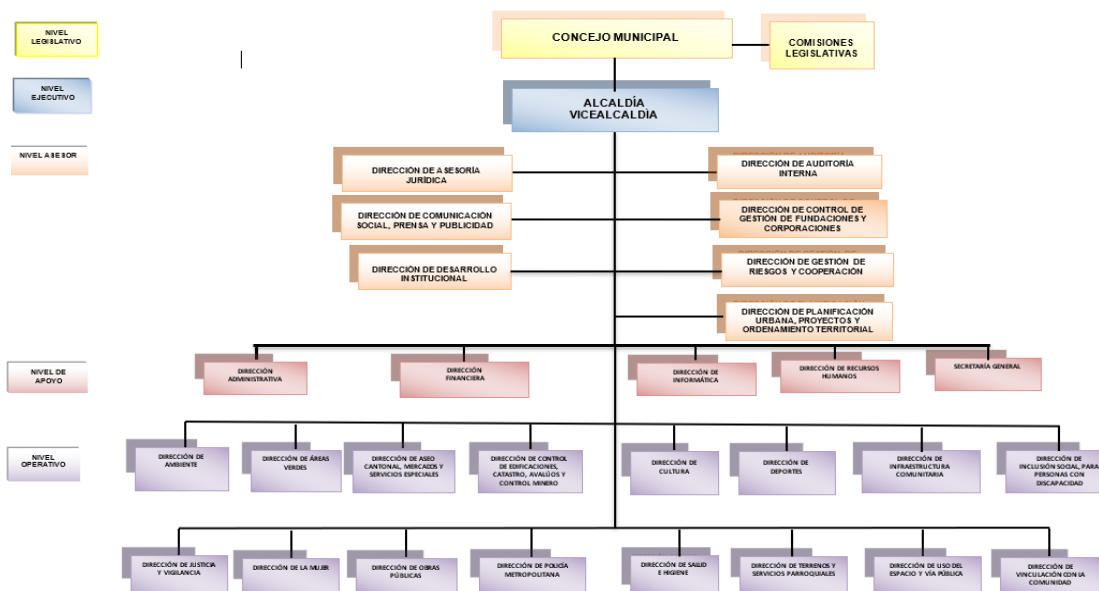 NIVEL
LEGISLATIVO
CONCEJO MUNICIPAL
COMISIONES
LEGISLATIVAS
NIVEL
EJECUTIVO
ALCALDÍA
VICEALCALDÌA
NIVEL ASESOR
DIRECCIÓN DE ASESORÍA
JURÍDICA
DIRECCIÓN DE AUDITORÍA
INTERNA
DIRECCIÓN DE COMUNICACIÓN
SOCIAL, PRENSA Y PUBLICIDAD
DIRECCIÓN DE CONTROL DE
GESTIÓN DE FUNDACIONES Y
CORPORACIONES
DIRECCIÓN DE DESARROLLO
INSTITUCIONAL
DIRECCIÓN DE GESTIÓN DE
RIESGOS Y COOPERACIÓN
DIRECCIÓN DE PLANIFICACIÓN
URBANA, PROYECTOS Y
ORDENAMIENTO TERRITORIAL
NIVEL DE
APOYO
DIRECCIÓN
ADMINISTRATIVA
DIRECCIÓN
FINANCIERA
DIRECCIÓN DE
INFORMÁTICA
DIRECCIÓN DE RECURSOS
HUMANOS
SECRETARÍA GENERAL
NIVEL
OPERATIVO
DIRECCIÓN DE
AMBIENTE
DIRECCIÓN DE ÁREAS
VERDES
DIRECCIÓN DE ASEO
CANTONAL, MERCADOS Y
SERVICIOS ESPECIALES
DIRECCIÓN DE CONTROL
DE EDIFICACIONES,
CATASTRO, AVALÚOS Y
CONTROL MINERO
DIRECCIÓN DE
CULTURA
DIRECCIÓN DE
DEPORTES
DIRECCIÓN DE
INFRAESTRUCTURA
COMUNITARIA
DIRECCIÓN DE
INCLUSIÓN SOCIAL, PARA
PERSONAS CON
DISCAPACIDAD
DIRECCIÓN DE JUSTICIA
Y VIGILANCIA
DIRECCIÓN DE LA MUJER
DIRECCIÓN DE OBRAS
PÚBLICAS
DIRECCIÓN DE POLICÍA
METROPOLITANA
DIRECCIÓN DE SALUD
E HIGIENE
DIRECCIÓN DE TERRENOS Y
SERVICIOS PARROQUIALES
DIRECCIÓN DE USO DEL
ESPACIO Y VÍA PÚBLICA
DIRECCIÓN DE
VINCULACIÓN CON LA
COMUNIDAD